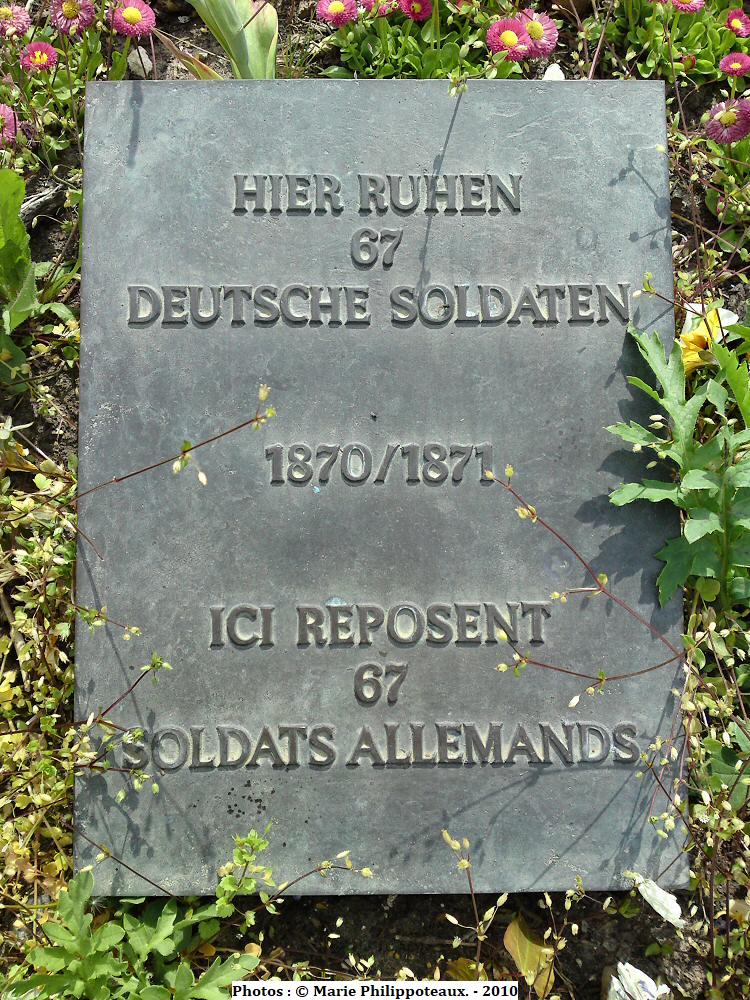 HIER RUHEN
67
DEUTSCHE SOLDATEN
1870/1871
ICI REPOSENT
67
SOLDATS ALLEMANDS
Photos : © Marie Philippoteaux. - 2010